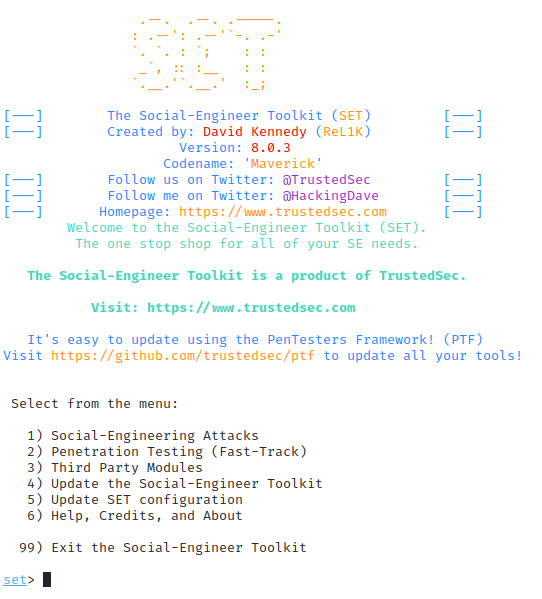 .--.  .--. .-----.
: .--': .--'`-. .-'
`. `. : `;    : :
_`, :: :__   : :
`.__.'`.__.'  :_;
[---]        The Social-Engineer Toolkit (SET)         [---]
[---]        Created by: David Kennedy (ReL1K)         [---]
Version: 8.0.3
Codename: 'Maverick'
[---]        Follow us on Twitter: @TrustedSec         [---]
[---]        Follow me on Twitter: @HackingDave        [---]
[---]       Homepage: https://www.trustedsec.com       [---]
Welcome to the Social-Engineer Toolkit (SET).
The one stop shop for all of your SE needs.
The Social-Engineer Toolkit is a product of TrustedSec.
Visit: https://www.trustedsec.com
It's easy to update using the PenTesters Framework! (PTF)
Visit https://github.com/trustedsec/ptf to update all your tools!
Select from the menu:
1) Social-Engineering Attacks
2) Penetration Testing (Fast-Track)
3) Third Party Modules
4) Update the Social-Engineer Toolkit
5) Update SET configuration
6) Help, Credits, and About
99) Exit the Social-Engineer Toolkit
set>